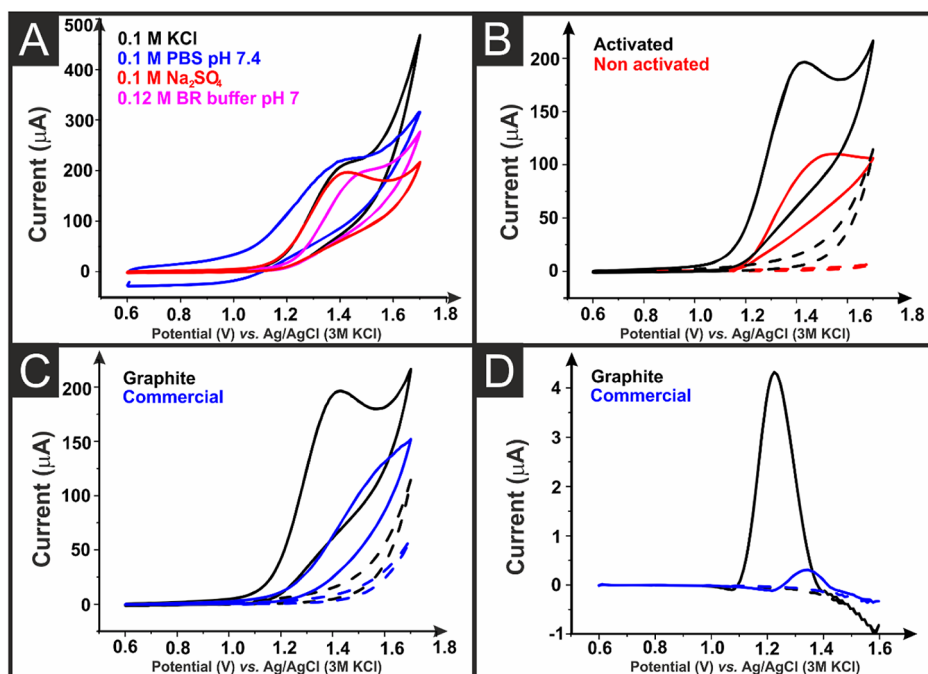 A
500
400
300
200
100
0
0.6 0.8 1.0 1.2 1.4 1.6 1.8
Current (µA)
Potential (V) vs. Ag/AgCl (3M KCl)
0.1 M KCl
0.1 M PBS pH 7.4
0.1 M Na₂SO₄
0.12 M BR buffer pH 7
B
200
150
100
50
0
0.6 0.8 1.0 1.2 1.4 1.6 1.8
Current (µA)
Potential (V) vs. Ag/AgCl (3M KCl)
Activated
Non activated
C
200
150
100
50
0
0.6 0.8 1.0 1.2 1.4 1.6 1.8
Current (µA)
Potential (V) vs. Ag/AgCl (3M KCl)
Graphite
Commercial
D
4
3
2
1
0
-1
0.6 0.8 1.0 1.2 1.4 1.6
Current (µA)
Potential (V) vs. Ag/AgCl (3M KCl)
Graphite
Commercial